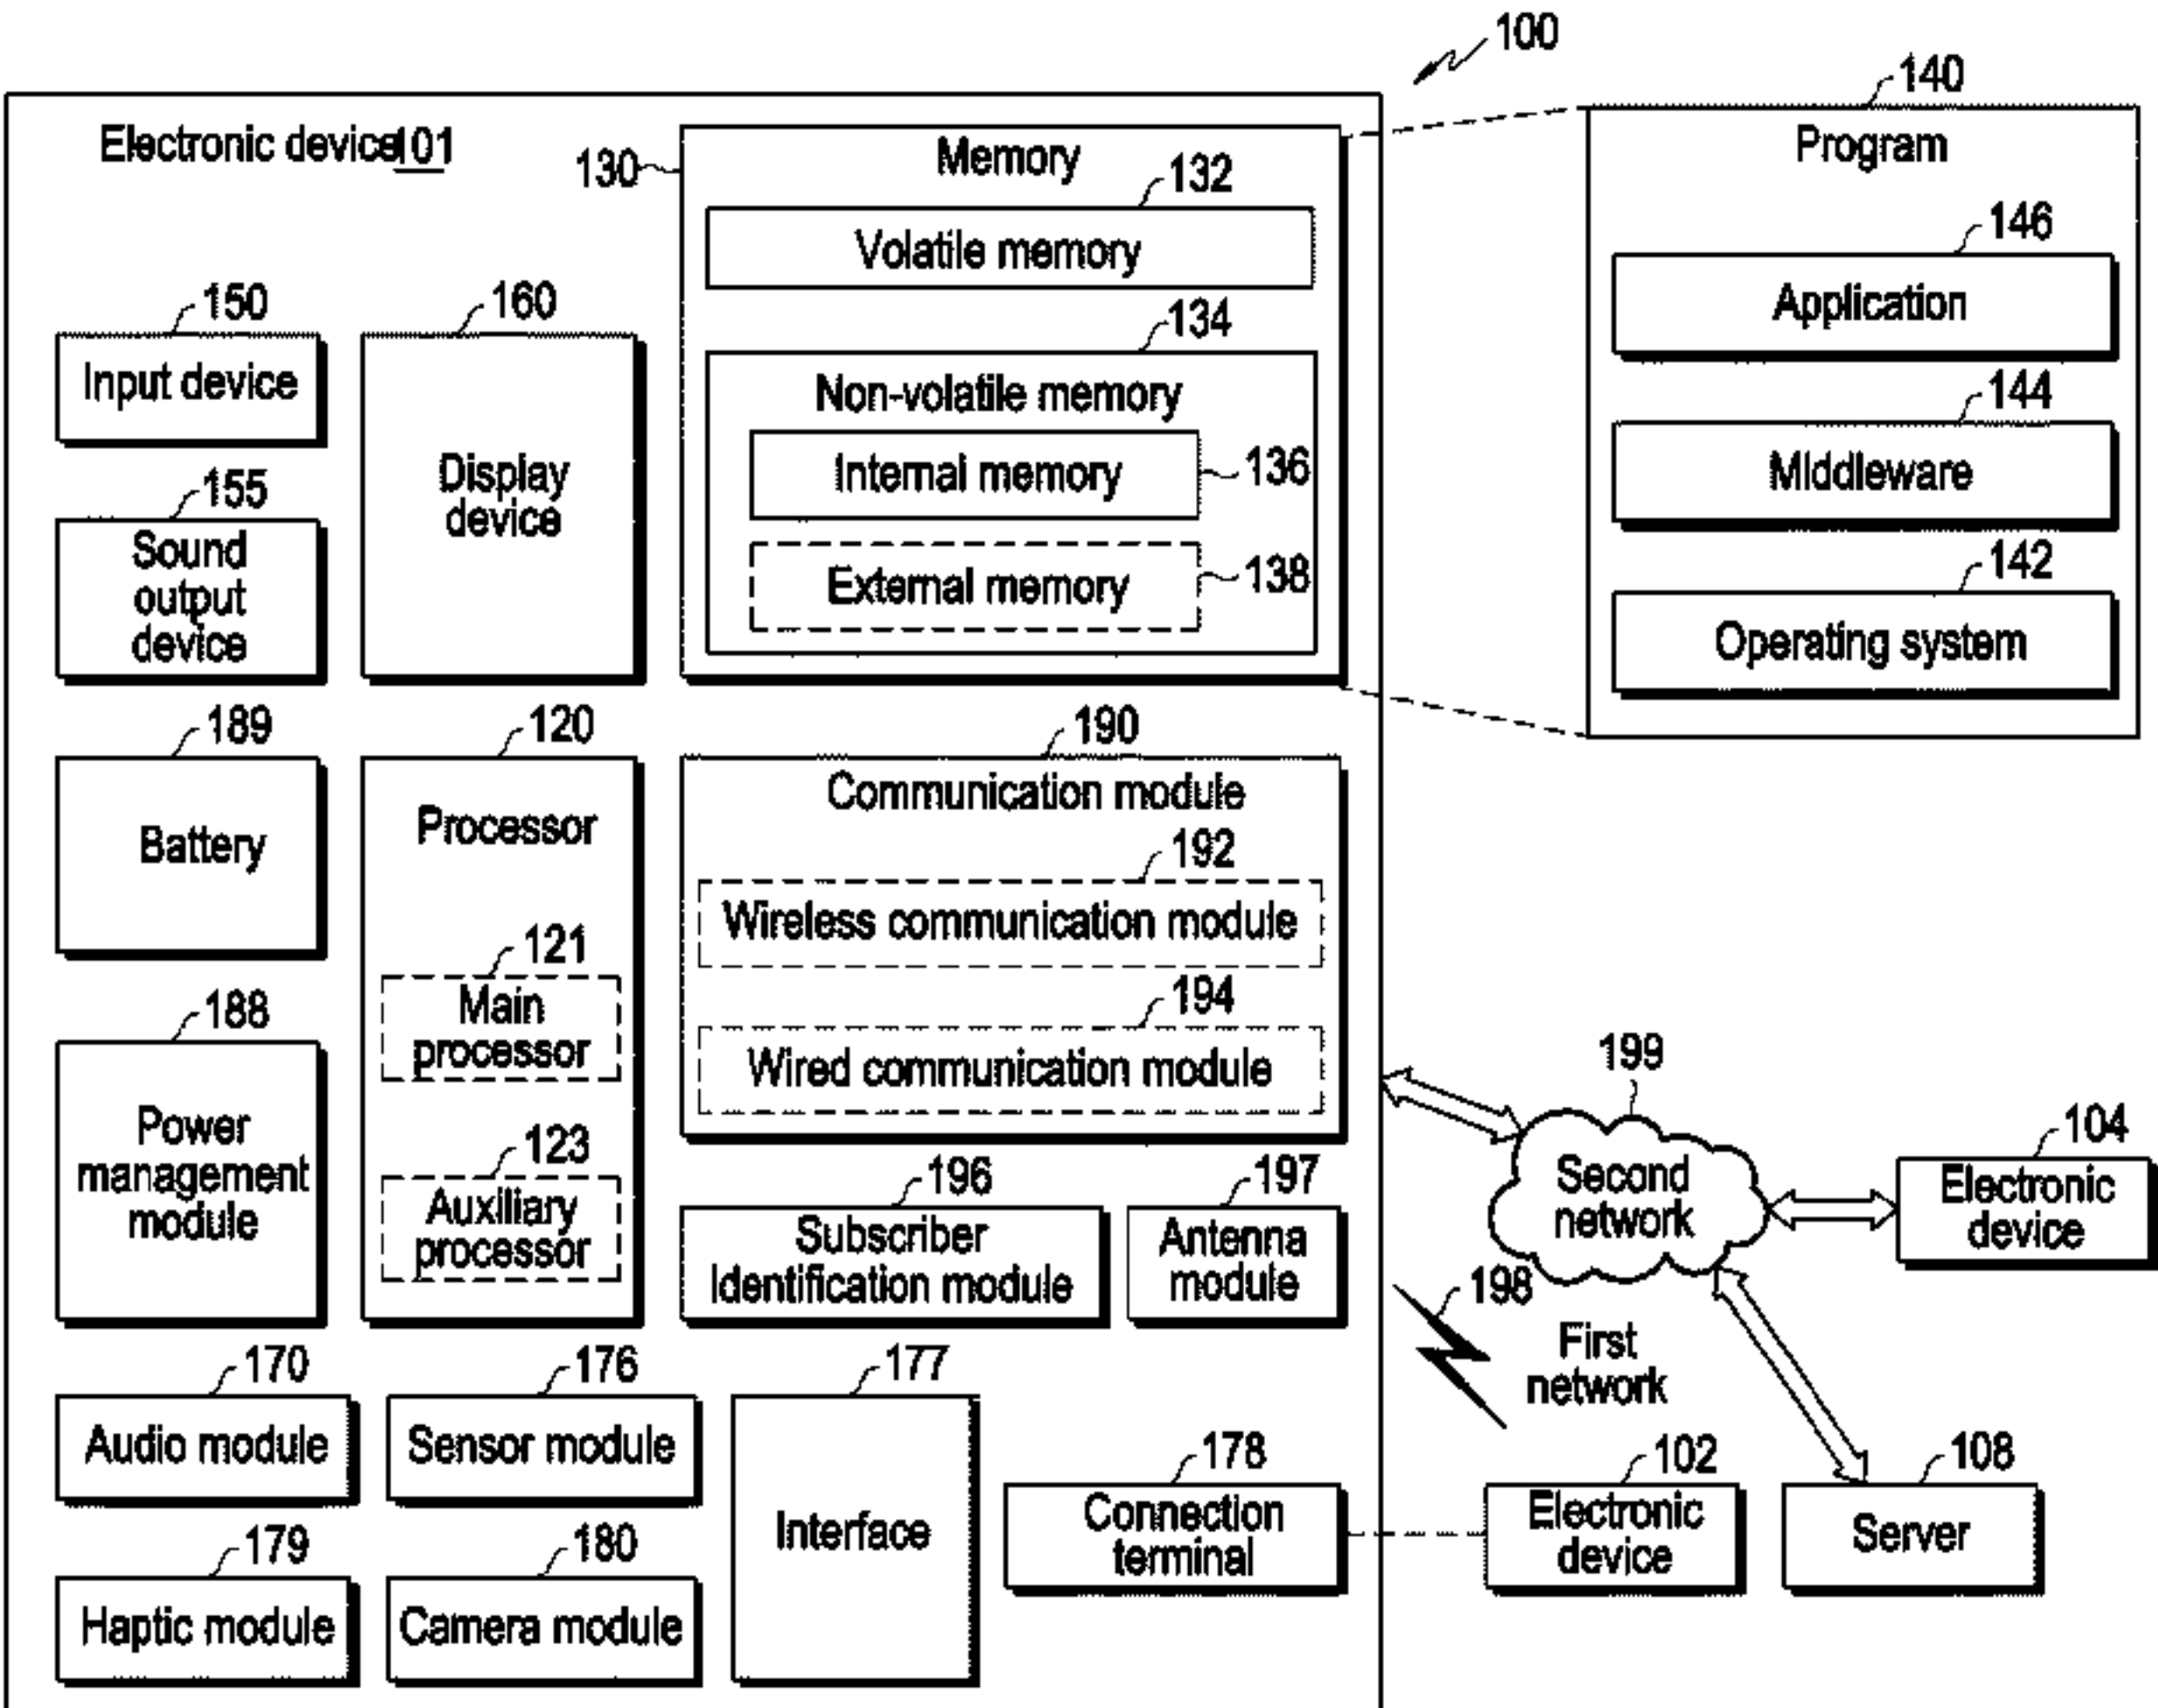 100
Electronic device 101
130
Memory
132
Volatile memory
134
Non-volatile memory
Internal memory
136
External memory
138
140
Program
146
Application
144
Middleware
142
Operating system
150
Input device
160
Display
device
155
Sound
output
device
189
Battery
120
Processor
121
Main
processor
123
Auxiliary
processor
190
Communication module
192
Wireless communication module
194
Wired communication module
188
Power
management
module
196
Subscriber
Identification module
197
Antenna
module
199
Second
network
104
Electronic
device
198
First
network
170
Audio module
176
Sensor module
177
Interface
178
Connection
terminal
102
Electronic
device
108
Server
179
Haptic module
180
Camera module